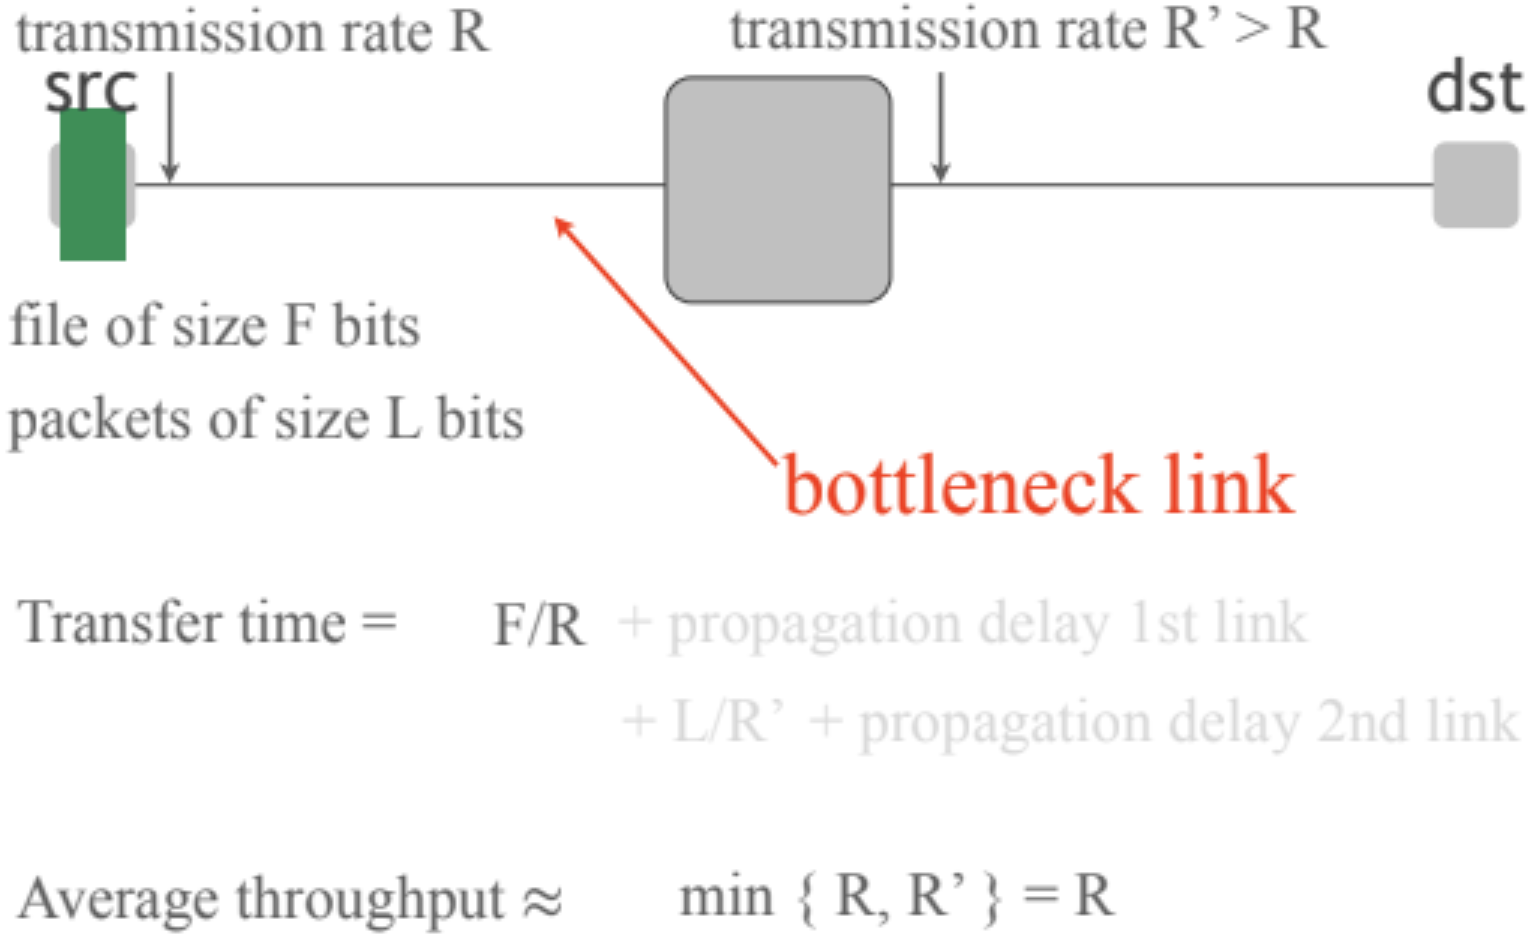 transmission rate R
transmission rate R’ > R
src
dst
file of size F bits
packets of size L bits
bottleneck link
Transfer time = F/R + propagation delay 1st link
+ L/R’ + propagation delay 2nd link
Average throughput ≈ min { R, R’ } = R